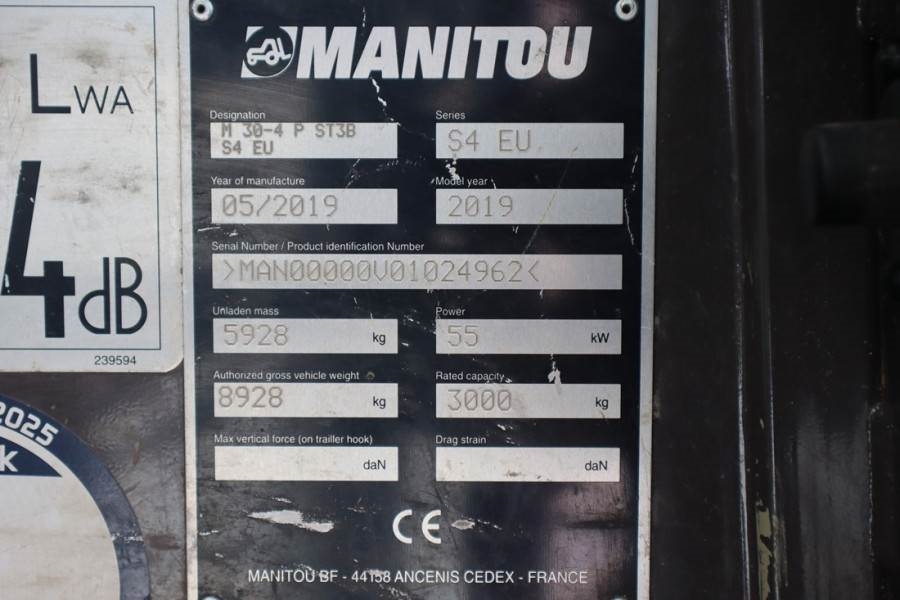 LWA
4dB
239594
2025
K
MANITOU
Designation
M 30-4 P ST3B
S4 EU
Series
S4 EU
Year of manufacture
05/2019
Model year
2019
Serial Number / Product identification Number
>MAN00000V01024962<
Unladen mass
5928 kg
Power
55 kW
Authorized gross vehicle weight
8928 kg
Rated capacity
3000 kg
Max vertical force (on trailler hook)
daN
Drag strain
daN
CE
MANITOU BF - 44158 ANCENIS CEDEX - FRANCE